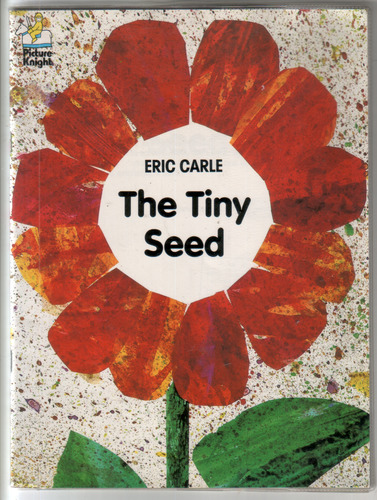 Picture
Knight
ERIC CARLE
The Tiny
Seed